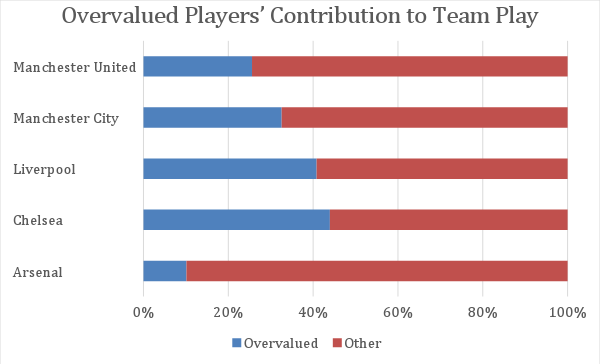 Overvalued Players’ Contribution to Team Play
Manchester United
Manchester City
Liverpool
Chelsea
Arsenal
0% 20% 40% 60% 80% 100%
Overvalued Other